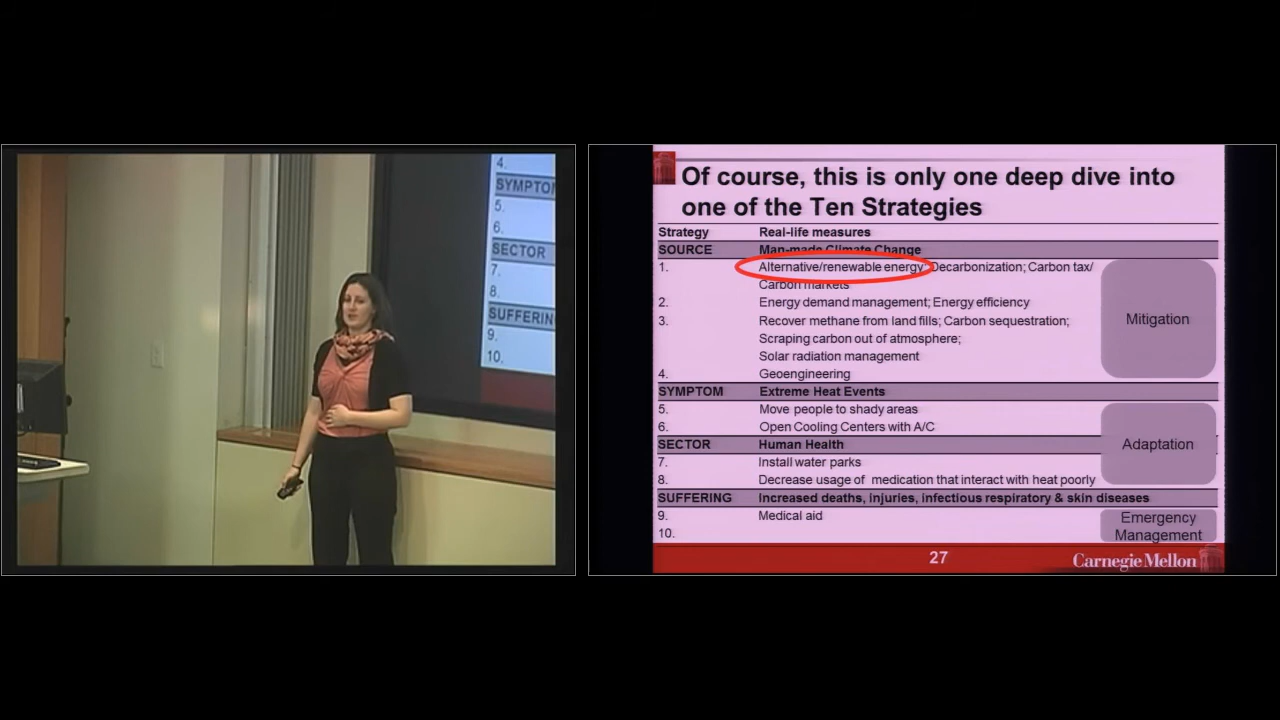 4.
SYMPTO
5.
6.
SECTOR
7.
8.
SUFFERIN
9.
10.
Of course, this is only one deep dive into
one of the Ten Strategies
Strategy Real-life measures
SOURCE Man-made Climate Change
1. Alternative/renewable energy; Decarbonization; Carbon tax/
Carbon markets
2. Energy demand management; Energy efficiency
3. Recover methane from land fills; Carbon sequestration;
Scraping carbon out of atmosphere;
Solar radiation management
4. Geoengineering
Mitigation
SYMPTOM Extreme Heat Events
5. Move people to shady areas
6. Open Cooling Centers with A/C
SECTOR Human Health
Adaptation
7. Install water parks
8. Decrease usage of medication that interact with heat poorly
SUFFERING Increased deaths, injuries, infectious respiratory & skin diseases
9. Medical aid
10.
Emergency
Management
27
Carnegie Mellon